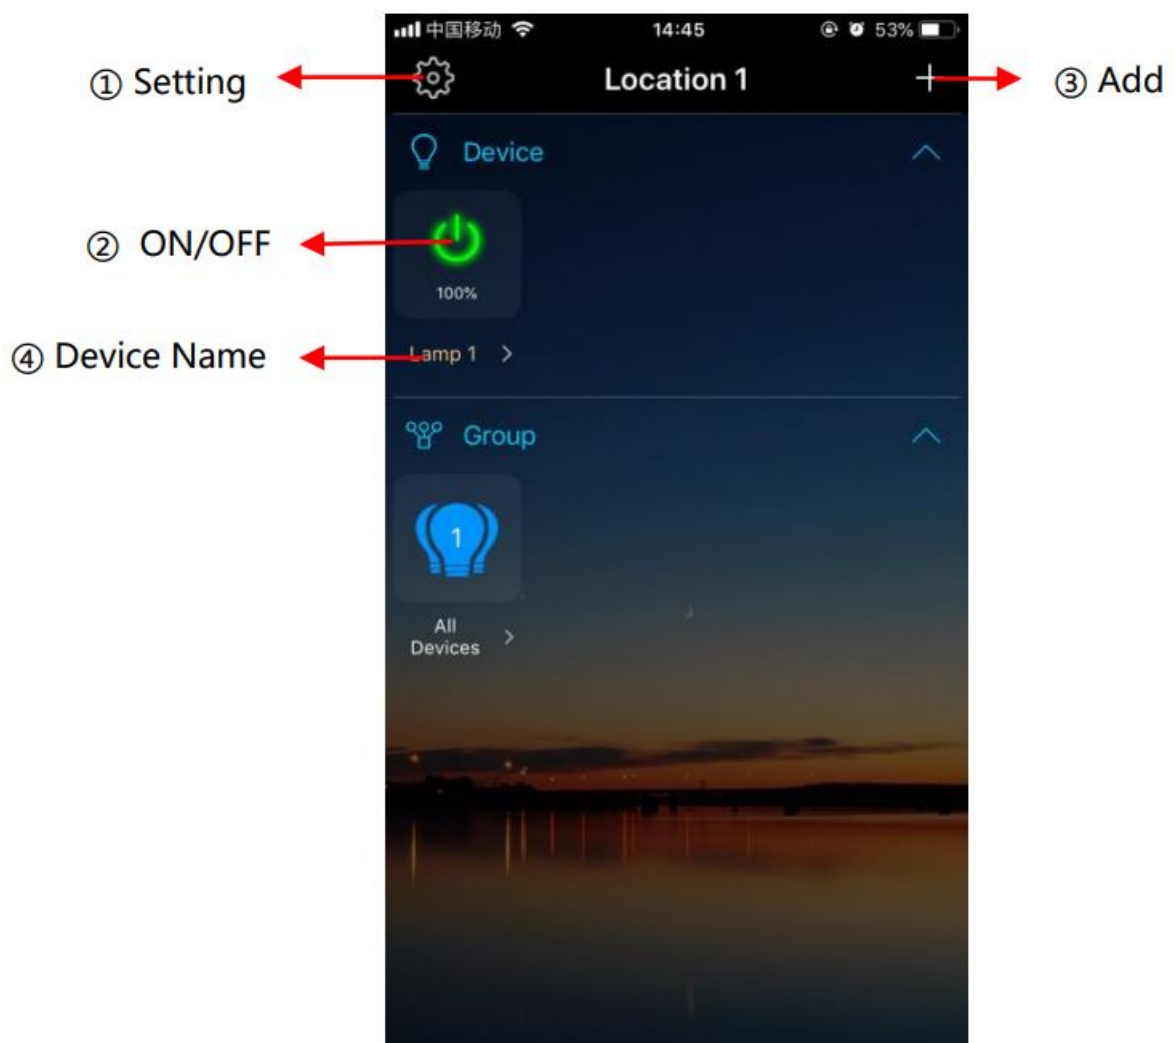 中国移动 14:45 53%
① Setting
Location 1
③ Add
Device
② ON/OFF
100%
④ Device Name
Lamp 1 >
Group
1
All
Devices >